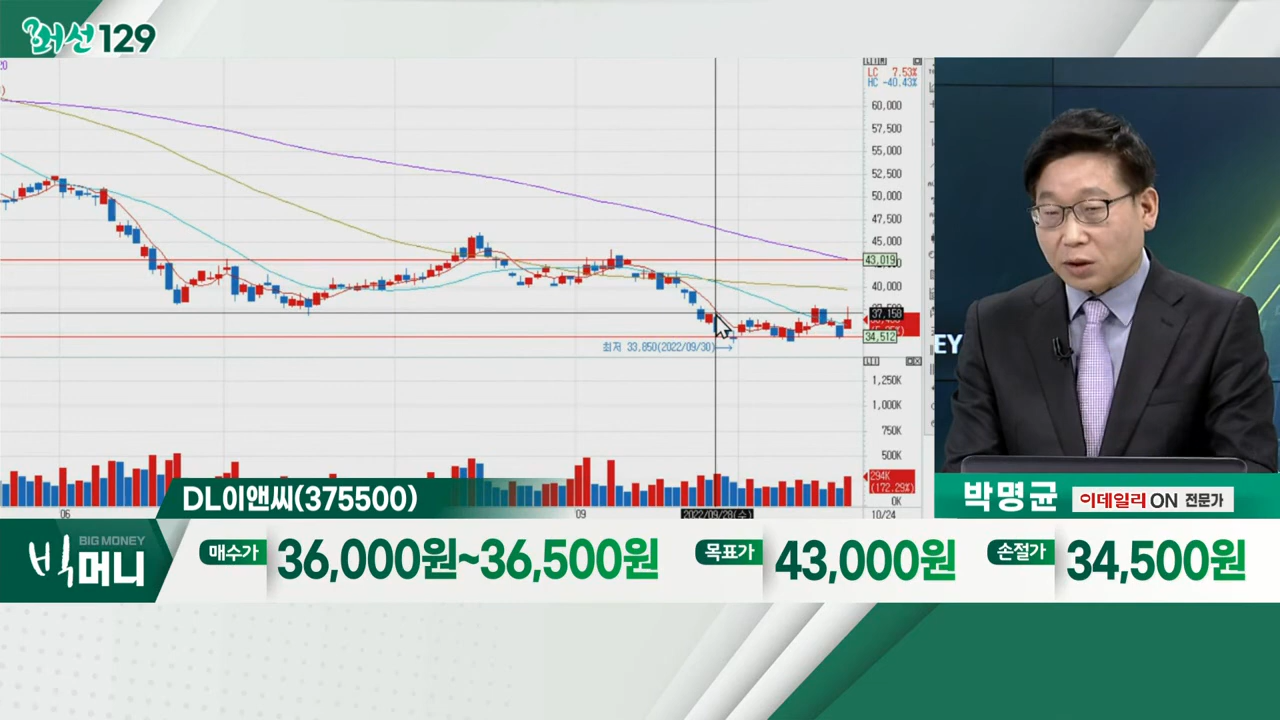 최선129
LC 7.53%
HC -40.43%
60,000
57,500
55,000
52,500
50,000
47,500
45,000
43,019
40,000
37,158
34,512
최저 33,850(2022/09/30)
1,250K
1,000K
750K
500K
294K
(172.29%)
0K
'06
'09
2022/09/28(수)
10/24
EY
DL이앤씨(375500)
박명균 이데일리ON 전문가
BIG MONEY
빅머니
매수가 36,000원~36,500원 목표가 43,000원 손절가 34,500원